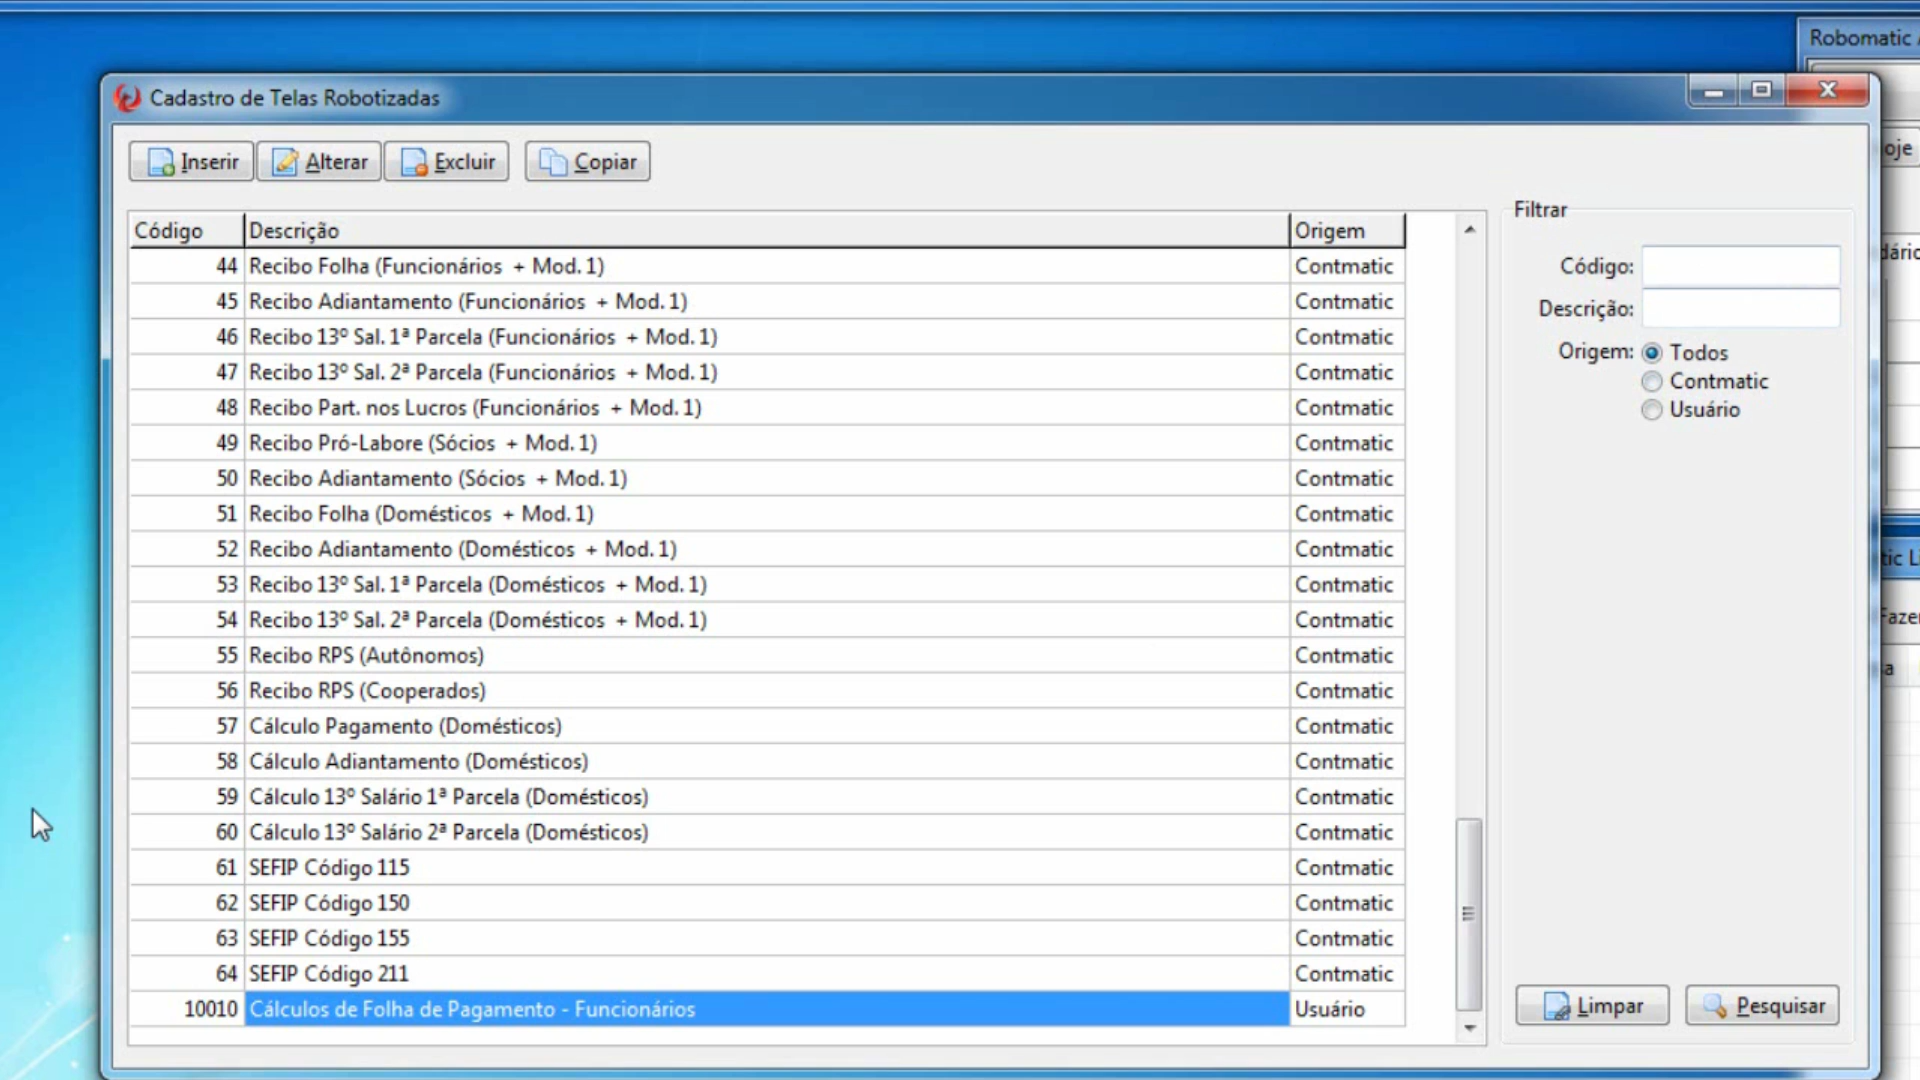 Robomatic
Cadastro de Telas Robotizadas
Inserir Alterar Excluir Copiar
oje
Filtrar
Código Descrição Origem
dário
Código:
44 Recibo Folha (Funcionários + Mod. 1) Contmatic
45 Recibo Adiantamento (Funcionários + Mod. 1) Contmatic
Descrição:
46 Recibo 13º Sal. 1ª Parcela (Funcionários + Mod. 1) Contmatic
Origem: Todos
47 Recibo 13º Sal. 2ª Parcela (Funcionários + Mod. 1) Contmatic
Contmatic
48 Recibo Part. nos Lucros (Funcionários + Mod. 1) Contmatic
Usuário
49 Recibo Pró-Labore (Sócios + Mod. 1) Contmatic
50 Recibo Adiantamento (Sócios + Mod. 1) Contmatic
51 Recibo Folha (Domésticos + Mod. 1) Contmatic
52 Recibo Adiantamento (Domésticos + Mod. 1) Contmatic
tic Li
53 Recibo 13º Sal. 1ª Parcela (Domésticos + Mod. 1) Contmatic
54 Recibo 13º Sal. 2ª Parcela (Domésticos + Mod. 1) Contmatic
Fazer
55 Recibo RPS (Autônomos) Contmatic
56 Recibo RPS (Cooperados) Contmatic
57 Cálculo Pagamento (Domésticos) Contmatic
58 Cálculo Adiantamento (Domésticos) Contmatic
59 Cálculo 13º Salário 1ª Parcela (Domésticos) Contmatic
60 Cálculo 13º Salário 2ª Parcela (Domésticos) Contmatic
61 SEFIP Código 115 Contmatic
62 SEFIP Código 150 Contmatic
63 SEFIP Código 155 Contmatic
64 SEFIP Código 211 Contmatic
10010 Cálculos de Folha de Pagamento - Funcionários Usuário
Limpar Pesquisar